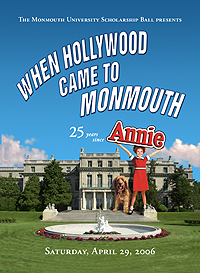 The Monmouth University Scholarship Ball presents
WHEN HOLLYWOOD
CAME TO
MONMOUTH
25 years since Annie
Saturday, April 29, 2006